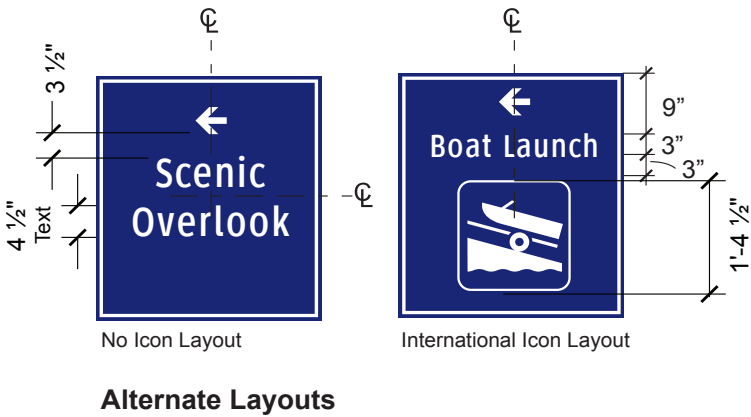 ℄
℄
3 ½"
9”
Boat Launch
3”
3”
Scenic
Overlook
℄
4 ½"
Text
1'-4 ½"
No Icon Layout
International Icon Layout
Alternate Layouts